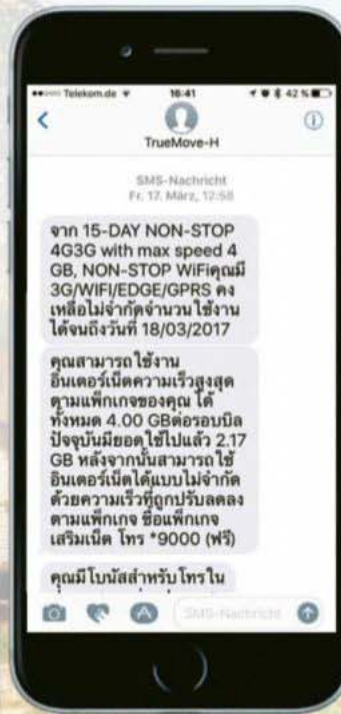 Telekom.de
16:41
42 %
TrueMove-H
SMS-Nachricht
Fr. 17. März, 12:58
จาก 15-DAY NON-STOP
4G3G with max speed 4
GB, NON-STOP WiFiคุณมี
3G/WIFI/EDGE/GPRS คง
เหลือไม่จำกัดจำนวน ใช้งาน
ได้จนถึงวันที่ 18/03/2017
คุณสามารถใช้งาน
อินเตอร์เน็ตความเร็วสูงสุด
ตามแพ็กเกจของคุณ ได้
ทั้งหมด 4.00 GBต่อรอบบิล
ปัจจุบันมียอดใช้ไปแล้ว 2.17
GB หลังจากนั้นสามารถใช้
อินเตอร์เน็ตได้แบบไม่จำกัด
ด้วยความเร็วที่ถูกปรับลดลง
ตามแพ็กเกจ ซื้อแพ็กเกจ
เสริมเน็ต โทร *9000 (ฟรี)
คุณมีโบนัสสำหรับโทรใน
SMS-Nachricht